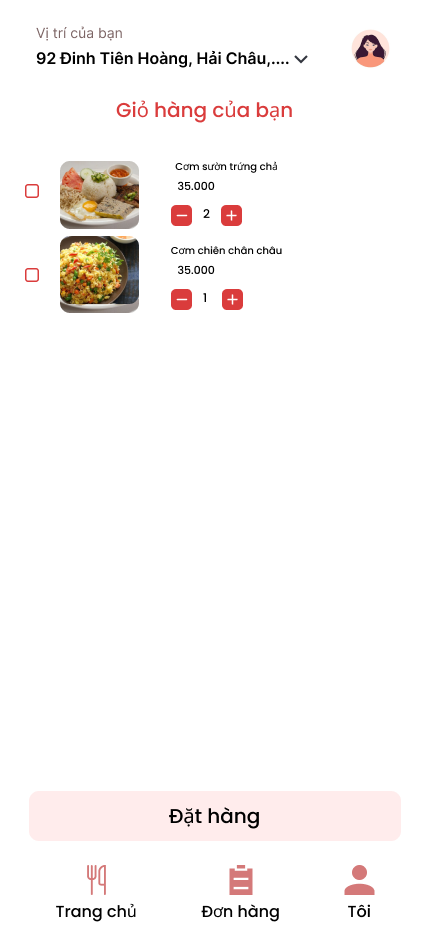 Vị trí của bạn
92 Đinh Tiên Hoàng, Hải Châu,....
Giỏ hàng của bạn
Cơm sườn trứng chả
35.000
2
Cơm chiên chân châu
35.000
1
Đặt hàng
Trang chủ
Đơn hàng
Tôi